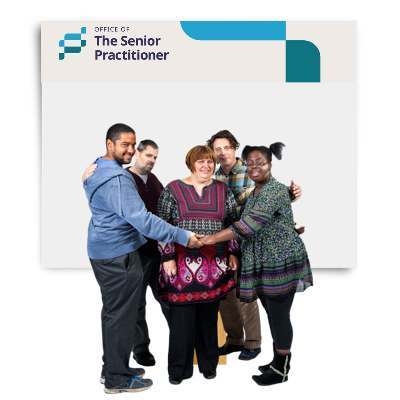 OFFICE OF
The Senior
Practitioner